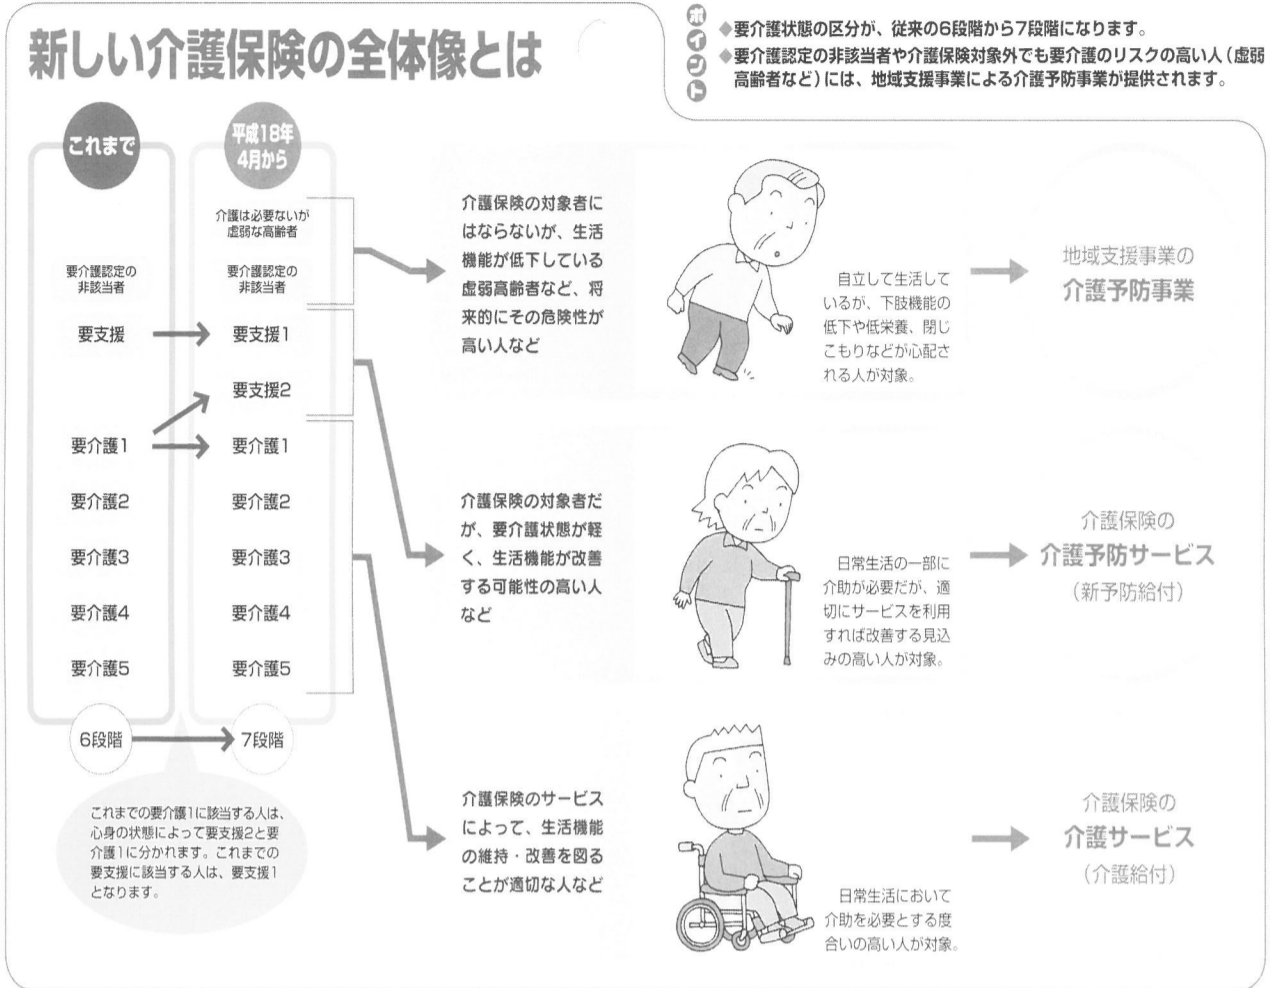 新しい介護保険の全体像とは
ポイント
◆要介護状態の区分が、従来の6段階から7段階になります。
◆要介護認定の非該当者や介護保険対象外でも要介護のリスクの高い人（虚弱
高齢者など）には、地域支援事業による介護予防事業が提供されます。
これまで
要介護認定の
非該当者
要支援
要介護1
要介護2
要介護3
要介護4
要介護5
6段階
平成18年
4月から
介護は必要ないが
虚弱な高齢者
要介護認定の
非該当者
要支援1
要支援2
要介護1
要介護2
要介護3
要介護4
要介護5
7段階
これまでの要介護1に該当する人は、
心身の状態によって要支援2と要
介護1に分かれます。これまでの
要支援に該当する人は、要支援1
となります。
介護保険の対象者に
はならないが、生活
機能が低下している
虚弱高齢者など、将
来的にその危険性が
高い人など
自立して生活して
いるが、下肢機能の
低下や低栄養、閉じ
こもりなどが心配さ
れる人が対象。
地域支援事業の
介護予防事業
介護保険の対象者だ
が、要介護状態が軽
く、生活機能が改善
する可能性の高い人
など
日常生活の一部に
介助が必要だが、適
切にサービスを利用
すれば改善する見込
みの高い人が対象。
介護保険の
介護予防サービス
（新予防給付）
介護保険のサービス
によって、生活機能
の維持・改善を図る
ことが適切な人など
日常生活において
介助を必要とする度
合いの高い人が対象。
介護保険の
介護サービス
（介護給付）